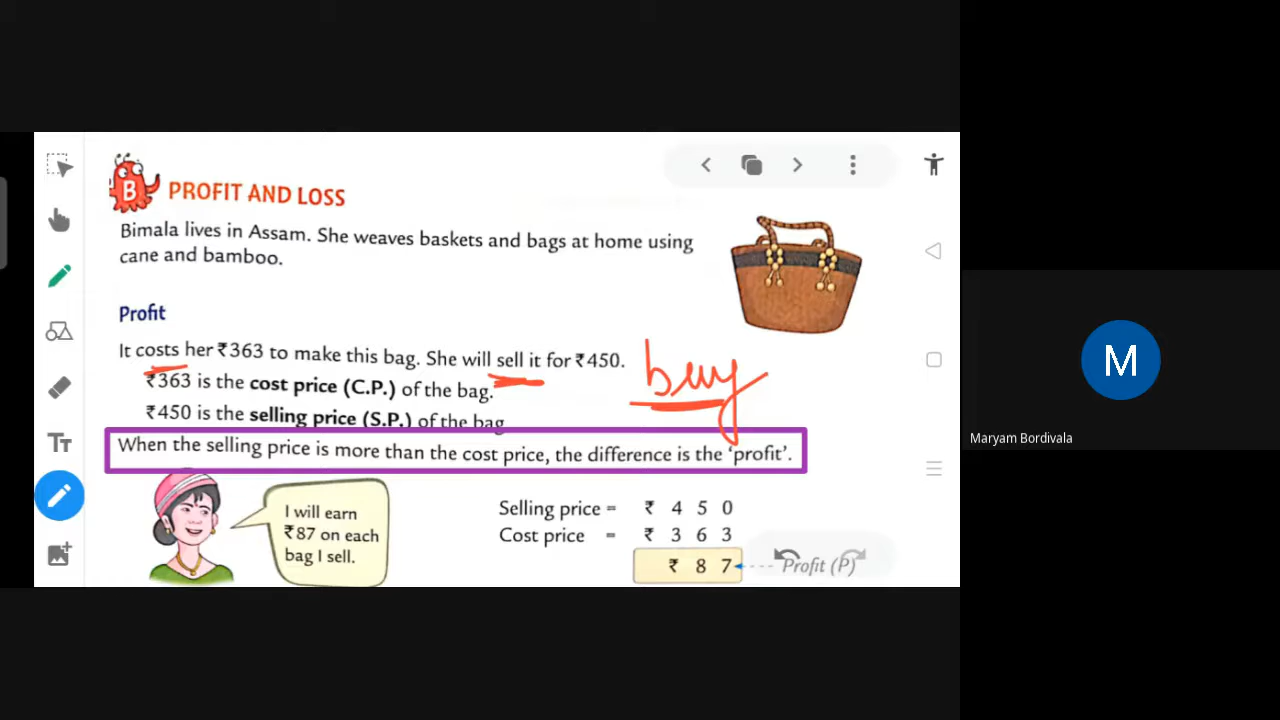 B PROFIT AND LOSS
Bimala lives in Assam. She weaves baskets and bags at home using
cane and bamboo.
Profit
It costs her ₹363 to make this bag. She will sell it for ₹450.
buy
₹363 is the cost price (C.P.) of the bag.
₹450 is the selling price (S.P.) of the bag
When the selling price is more than the cost price, the difference is the ‘profit’.
I will earn
₹87 on each
bag I sell.
Selling price = ₹ 4 5 0
Cost price = ₹ 3 6 3
₹ 8 7 Profit (P)
Tт
M
Maryam Bordivala